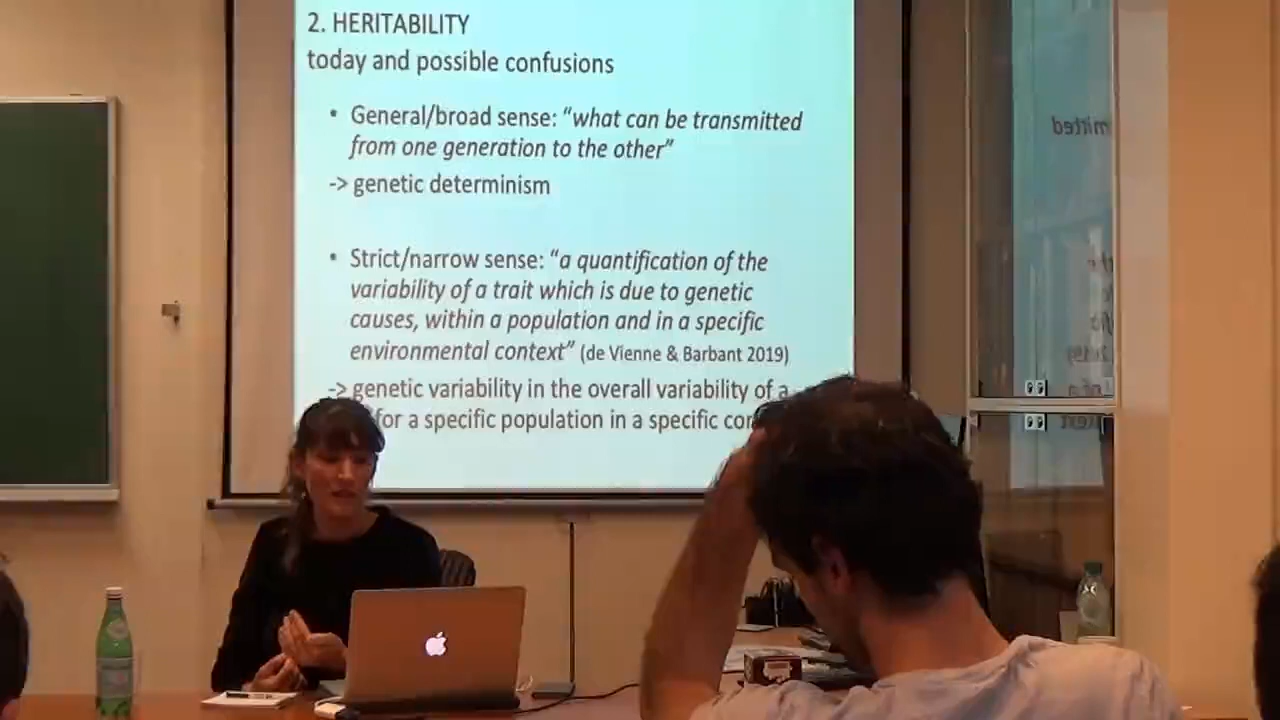 2. HERITABILITY
today and possible confusions
• General/broad sense: “what can be transmitted
from one generation to the other”
-> genetic determinism
• Strict/narrow sense: “a quantification of the
variability of a trait which is due to genetic
causes, within a population and in a specific
environmental context” (de Vienne & Barbant 2019)
-> genetic variability in the overall variability of a
for a specific population in a specific